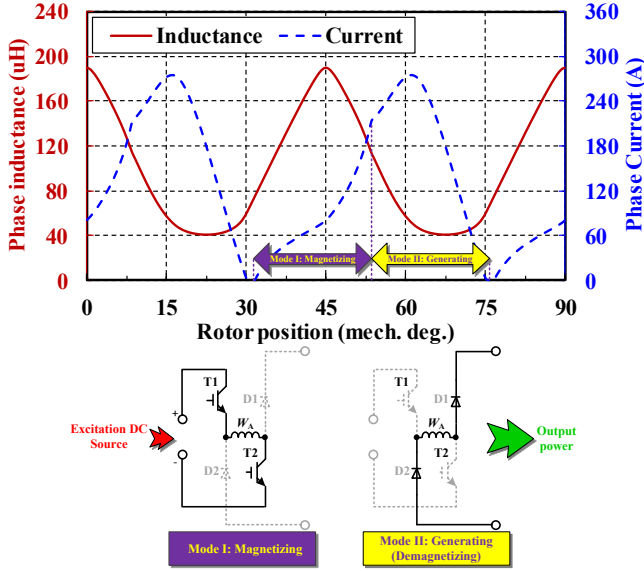 240
200
160
120
80
40
0
Phase inductance (uH)
Inductance
Current
360
300
240
180
120
60
0
Phase Current (A)
Mode I: Magnetizing
Mode II: Generating
0
15
30
45
60
75
90
Rotor position (mech. deg.)
T1
D1
+
Excitation DC
Source
-
W_A
T2
D2
Mode I: Magnetizing
T1
D1
W_A
T2
D2
Output
power
Mode II: Generating
(Demagnetizing)